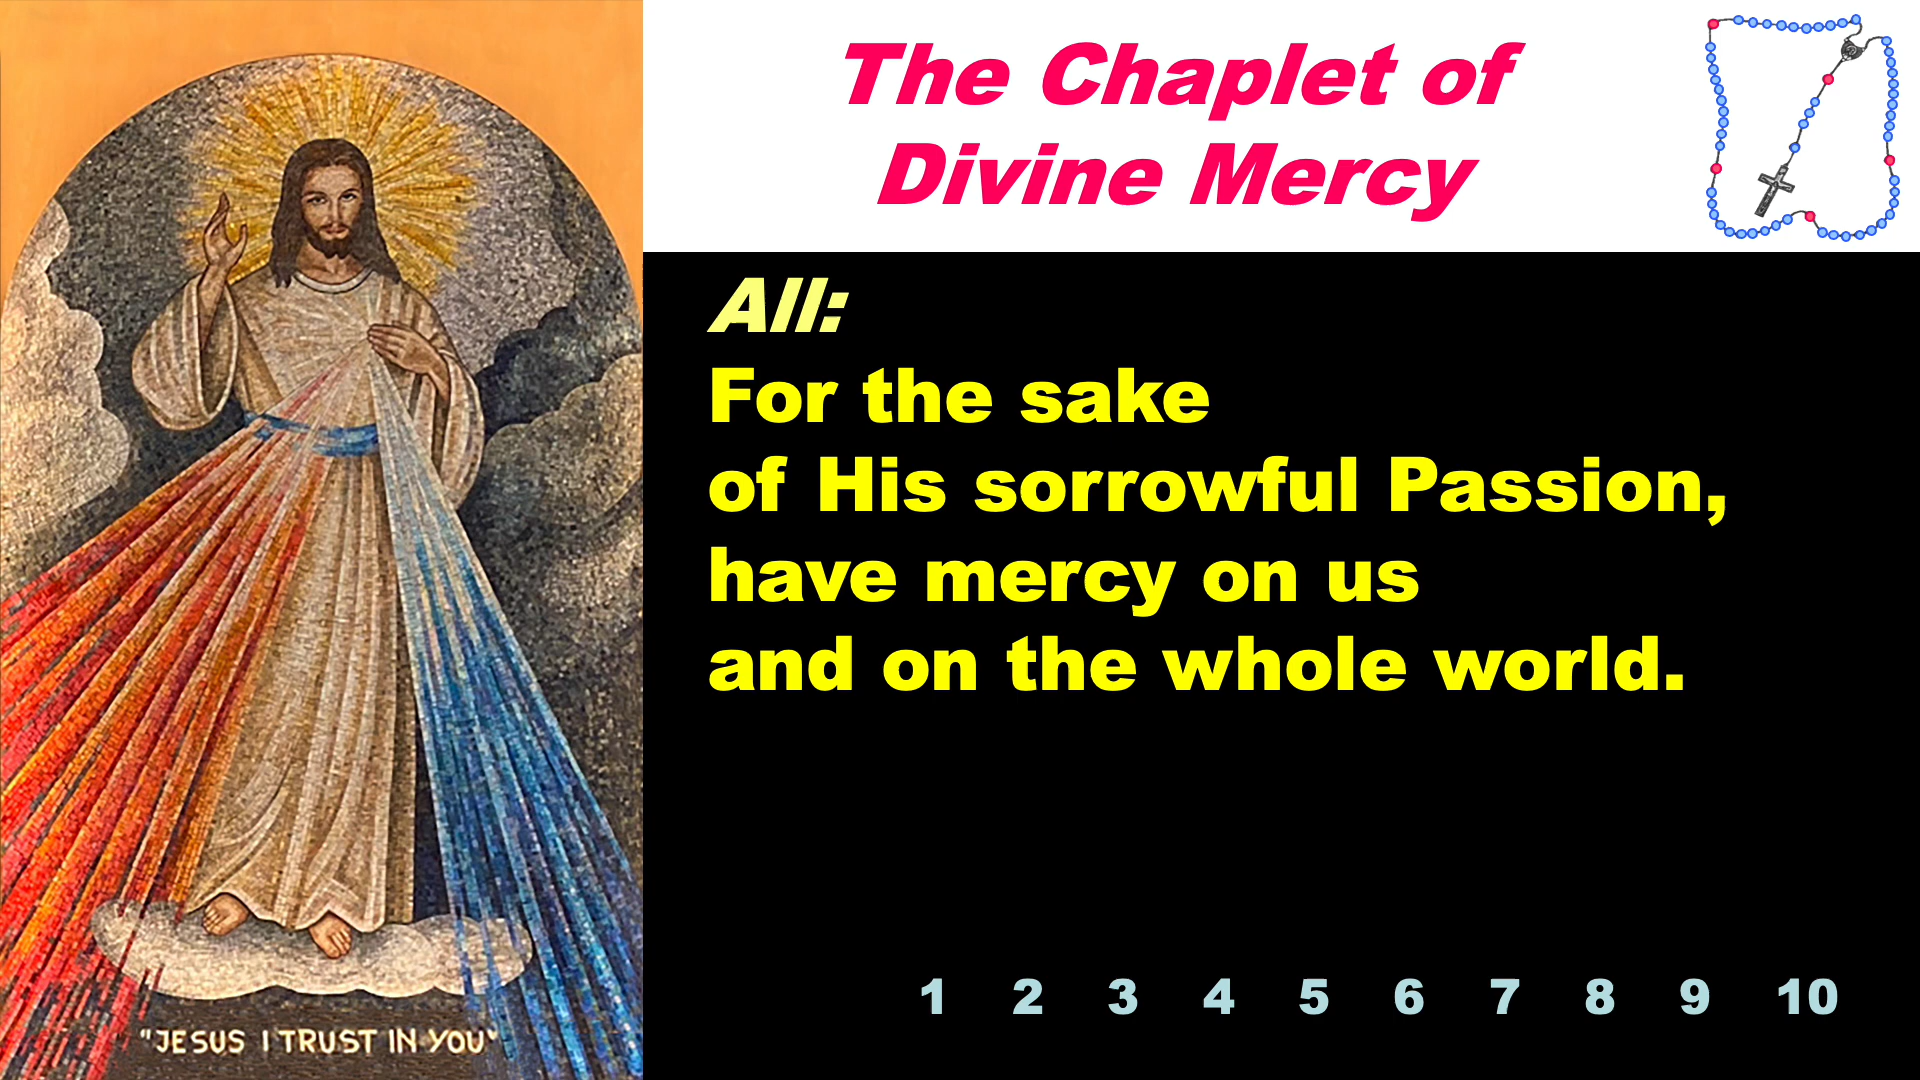 The Chaplet of
Divine Mercy
All:
For the sake
of His sorrowful Passion,
have mercy on us
and on the whole world.
1 2 3 4 5 6 7 8 9 10
"JESUS I TRUST IN YOU"